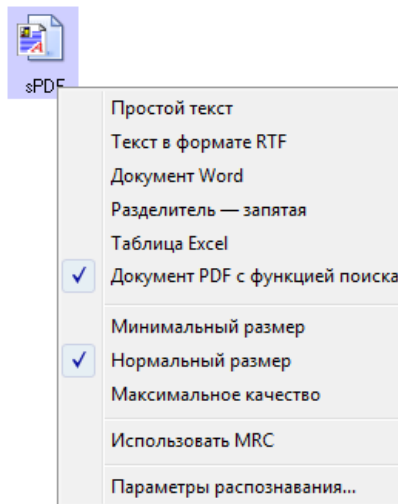 sPDF
Простой текст
Текст в формате RTF
Документ Word
Разделитель — запятая
Таблица Excel
Документ PDF с функцией поиска
Минимальный размер
Нормальный размер
Максимальное качество
Использовать MRC
Параметры распознавания...